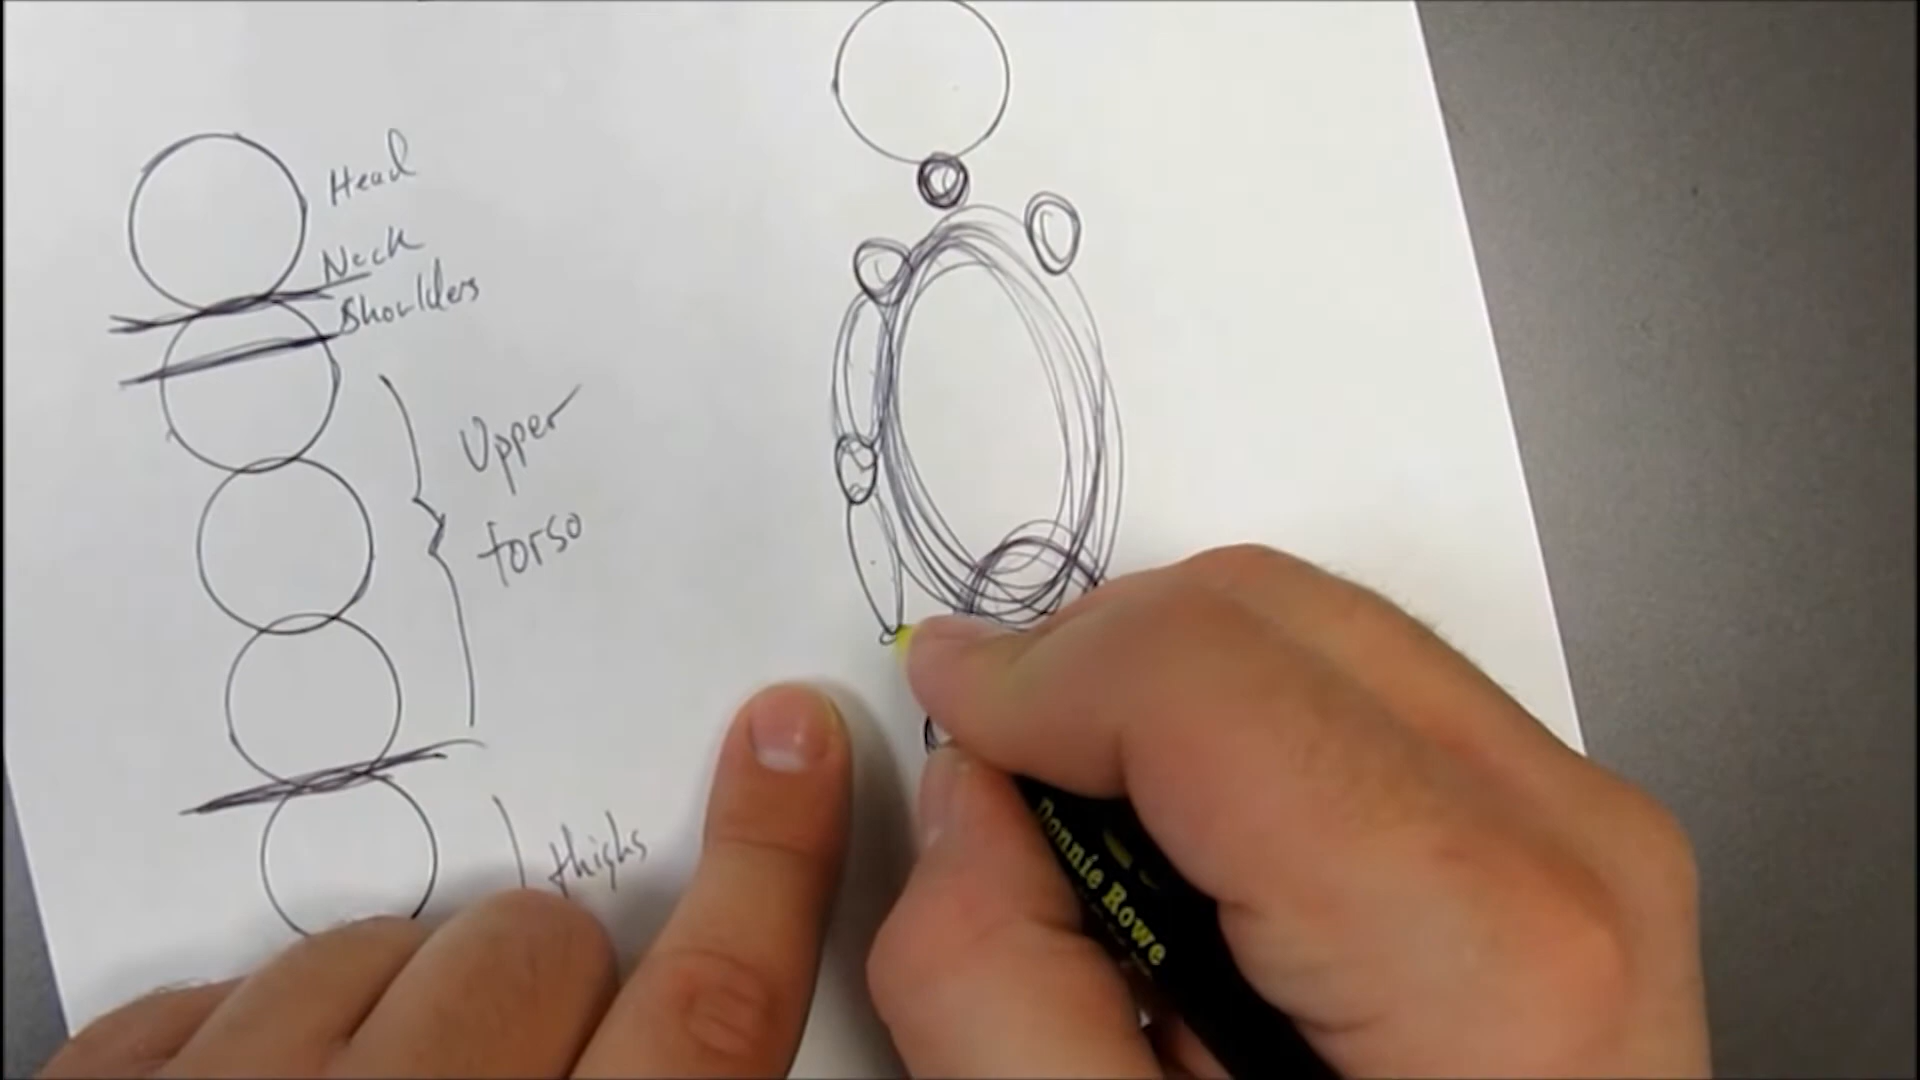 Head
Neck
Shoulders
Upper
torso
thighs
Donnie Rowe